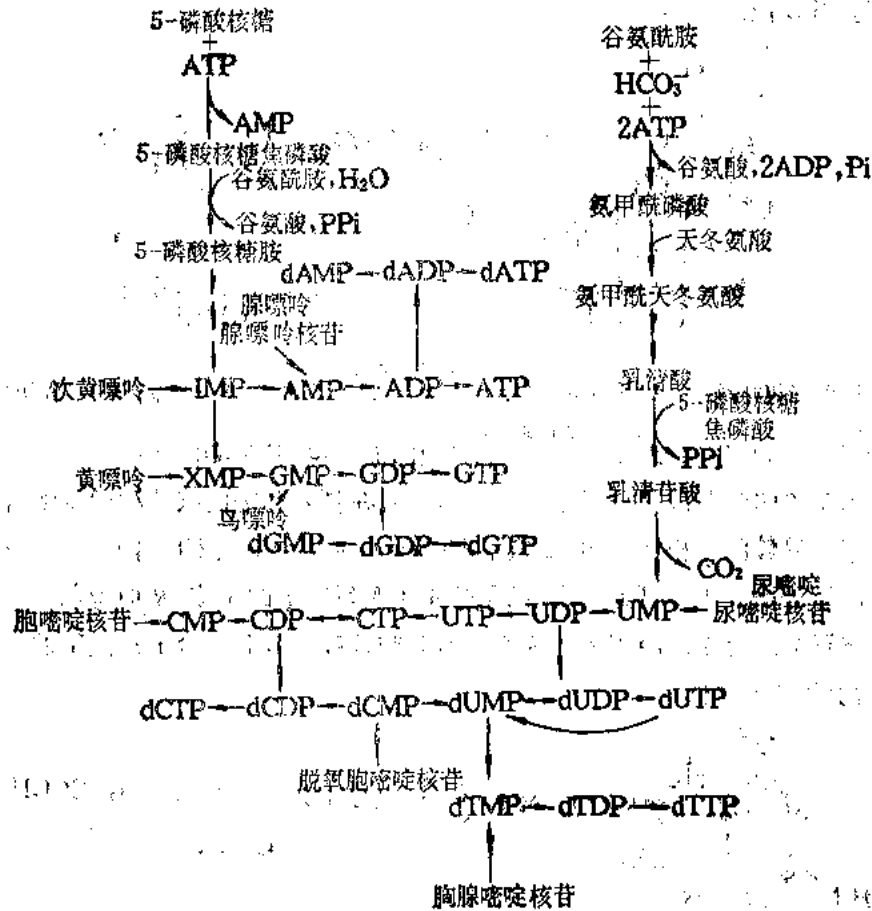 5-磷酸核糖
+
ATP
AMP
5-磷酸核糖焦磷酸
谷氨酰胺,H₂O
谷氨酸,PPi
5-磷酸核糖胺
dAMP dADP dATP
腺嘌呤
腺嘌呤核苷
饮黄嘌呤 IMP AMP ADP ATP
黄嘌呤 XMP GMP GDP GTP
鸟嘌呤
dGMP dGDP dGTP
谷氨酰胺
+
HCO₃⁻
+
2ATP
谷氨酸,2ADP,Pi
氨甲酰磷酸
天冬氨酸
氨甲酰天冬氨酸
乳清酸
5-磷酸核糖
焦磷酸
PPi
乳清苷酸
CO₂
尿嘧啶
胞嘧啶核苷 CMP CDP CTP UTP UDP UMP 尿嘧啶核苷
dCTP dCDP dCMP dUMP dUDP dUTP
脱氧胞嘧啶核苷
dTMP dTDP dTTP
胸腺嘧啶核苷